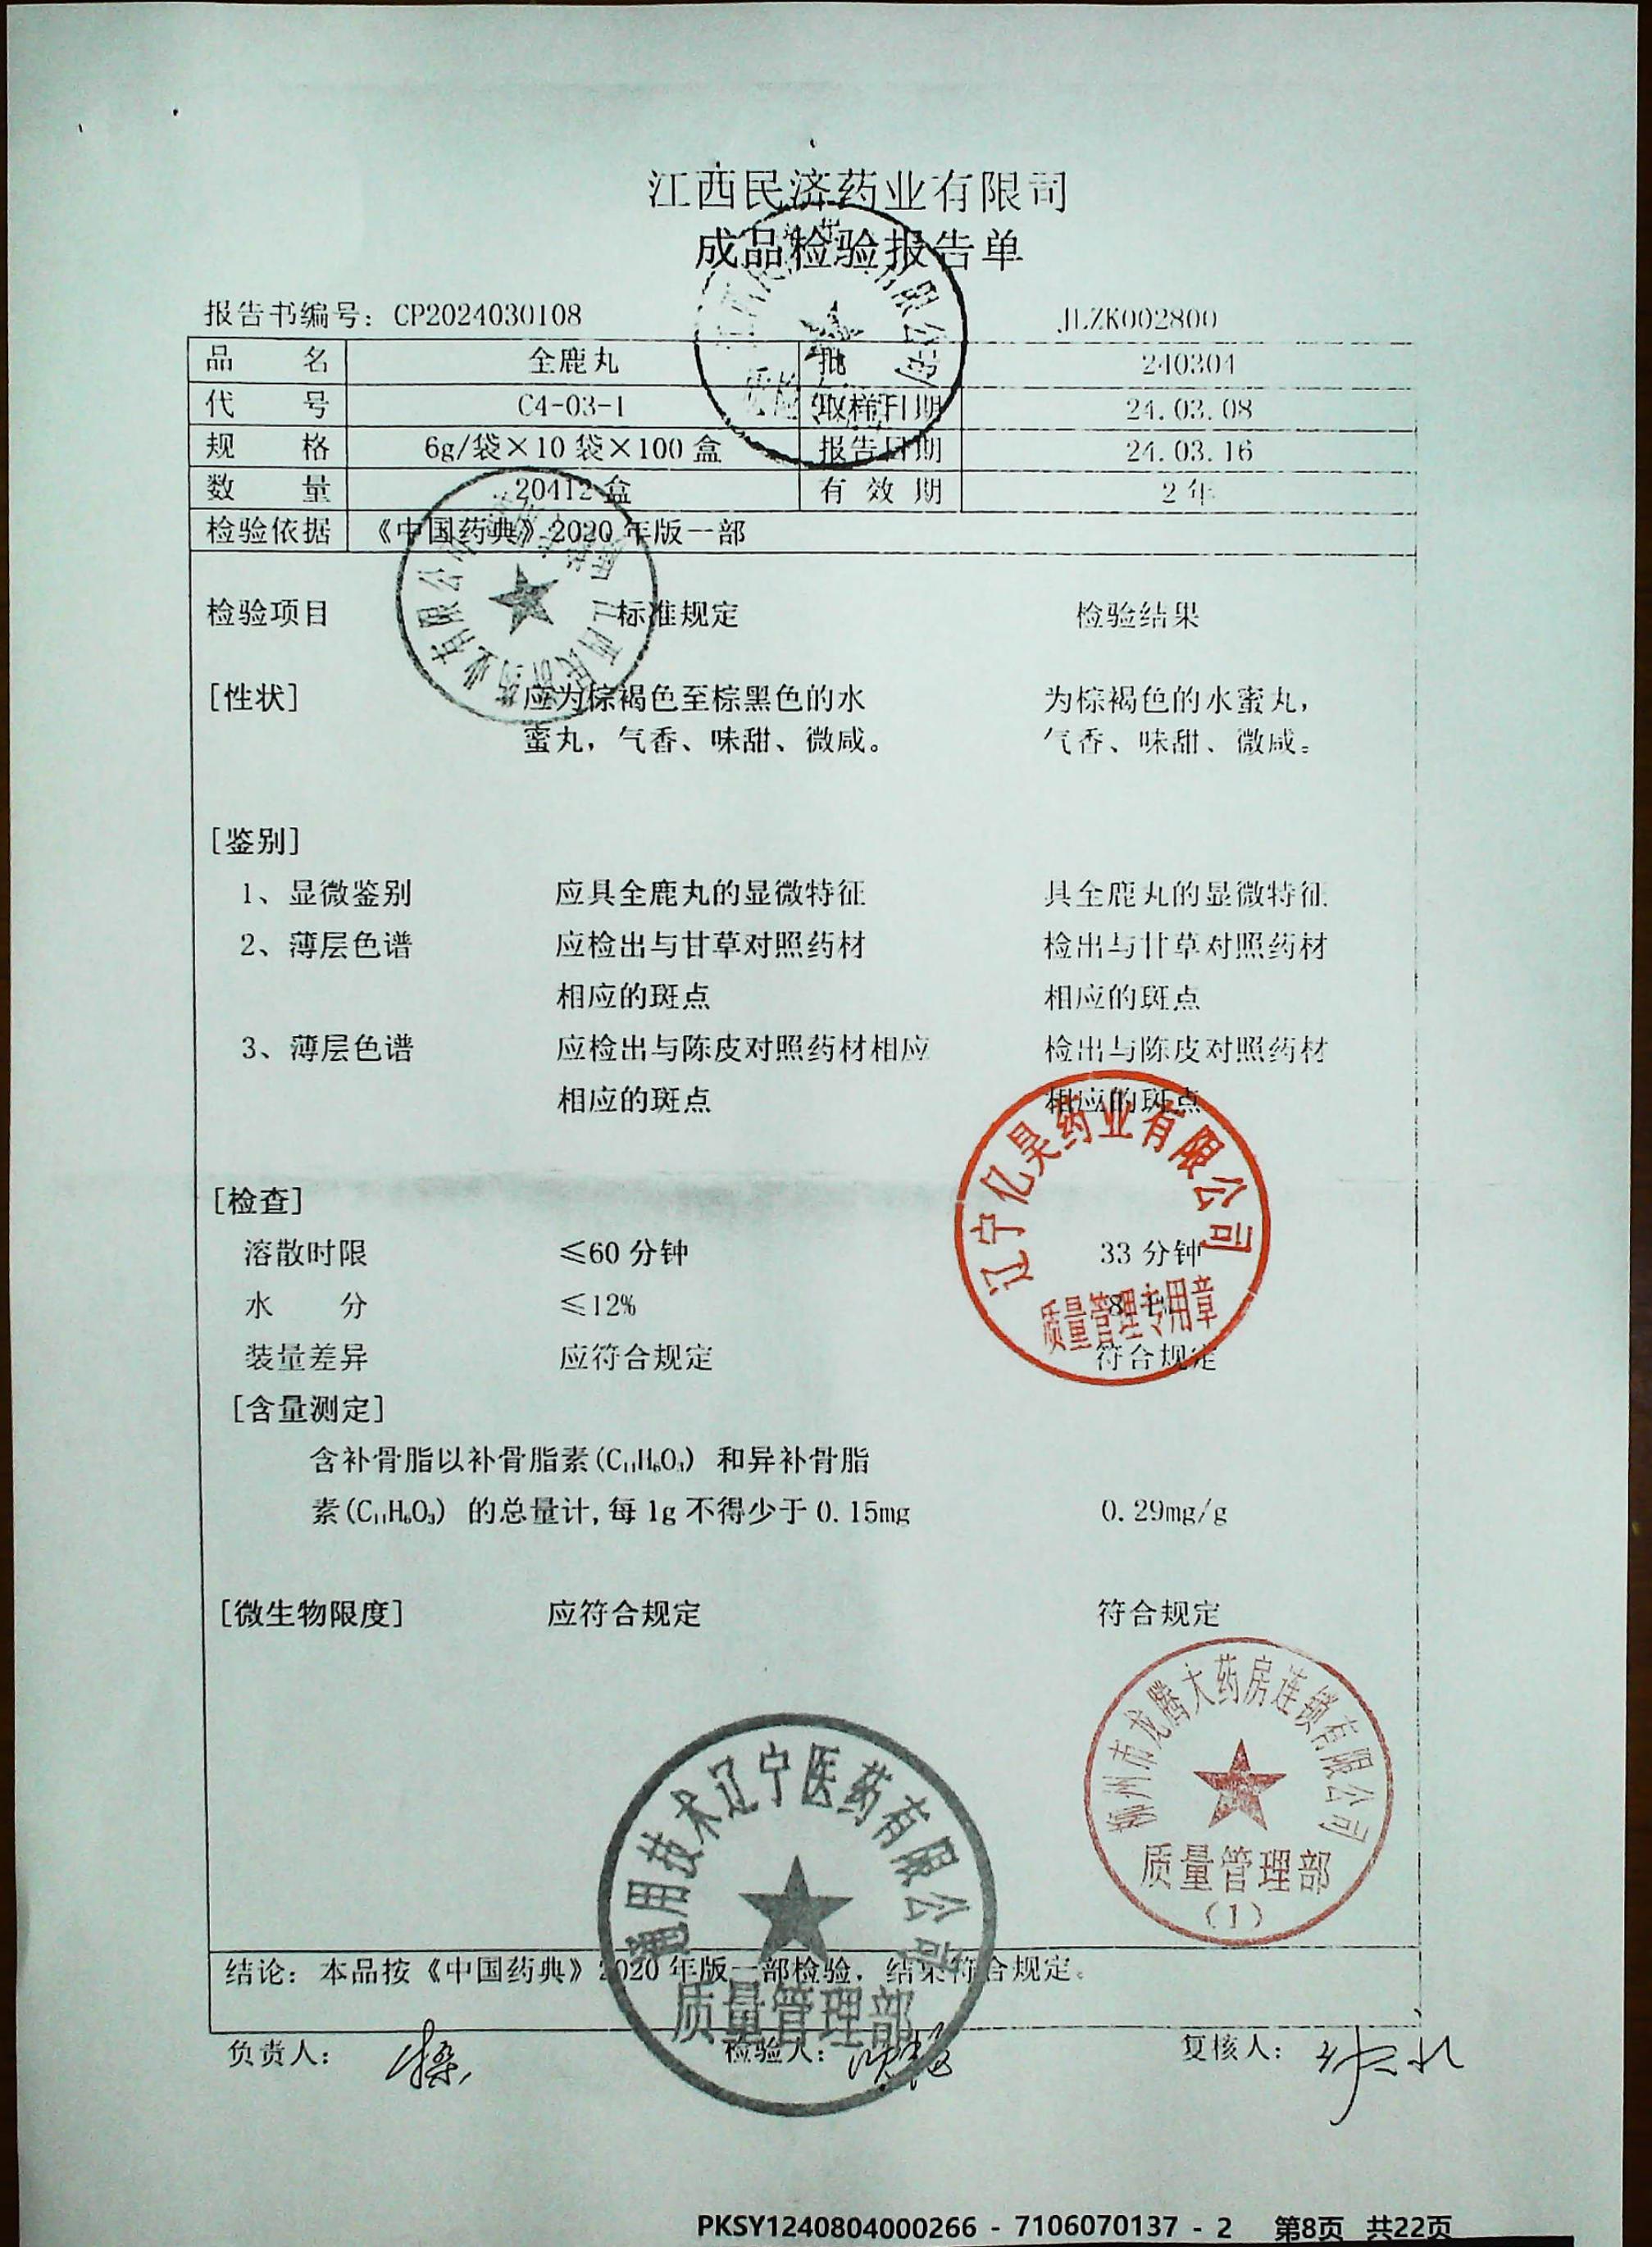 江西民济药业有限司
成品检验报告单
报告书编号：CP2024030108 JLZK002800
品名 全鹿丸 批 240304
代号 C4-03-1 取样日期 24.03.08
规格 6g/袋×10袋×100盒 报告日期 24.03.16
数量 20412盒 有效期 2年
检验依据 《中国药典》2020年版一部
检验项目 标准规定 检验结果
[性状] 应为棕褐色至棕黑色的水 为棕褐色的水蜜丸，
蜜丸，气香、味甜、微咸。 气香、味甜、微咸。
[鉴别]
1、显微鉴别 应具全鹿丸的显微特征 具全鹿丸的显微特征
2、薄层色谱 应检出与甘草对照药材 检出与甘草对照药材
相应的斑点 相应的斑点
3、薄层色谱 应检出与陈皮对照药材相应 检出与陈皮对照药材
相应的斑点 相应的斑点
辽宁亿昊药业有限公司
质量管理专用章
[检查]
溶散时限 ≤60分钟 33分钟
水分 ≤12%
装量差异 应符合规定 符合规定
[含量测定]
含补骨脂以补骨脂素(C₁₁H₆O₃) 和异补骨脂
素(C₁₁H₆O₃) 的总量计,每1g不得少于0.15mg 0.29mg/g
[微生物限度] 应符合规定 符合规定
柳州市龙腾大药房连锁有限公司
质量管理部
(1)
通用技术辽宁医药有限公司
质量管理部
结论：本品按《中国药典》2020年版一部检验，结果符合规定。
负责人： 检验人： 复核人：
PKSY1240804000266 - 7106070137 - 2 第8页 共22页